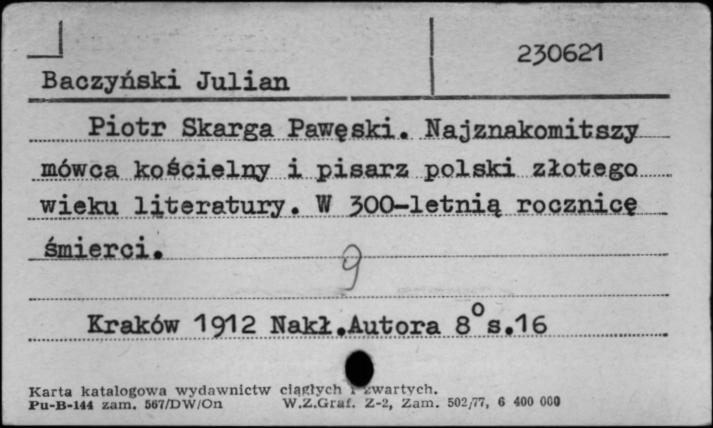 230621
Baczyński Julian
Piotr Skarga Pawęski. Najznakomitszy
mówca kościelny i pisarz polski złotego
wieku literatury. W 300-letnią rocznicę
śmierci.
9
Kraków 1912 Nakł.Autora 8° s.16
Karta katalogowa wydawnictw ciągłych i zwartych.
Pu-B-144 zam. 567/DW/On W.Z.Graf. Z-2, Zam. 502/77, 6 400 000